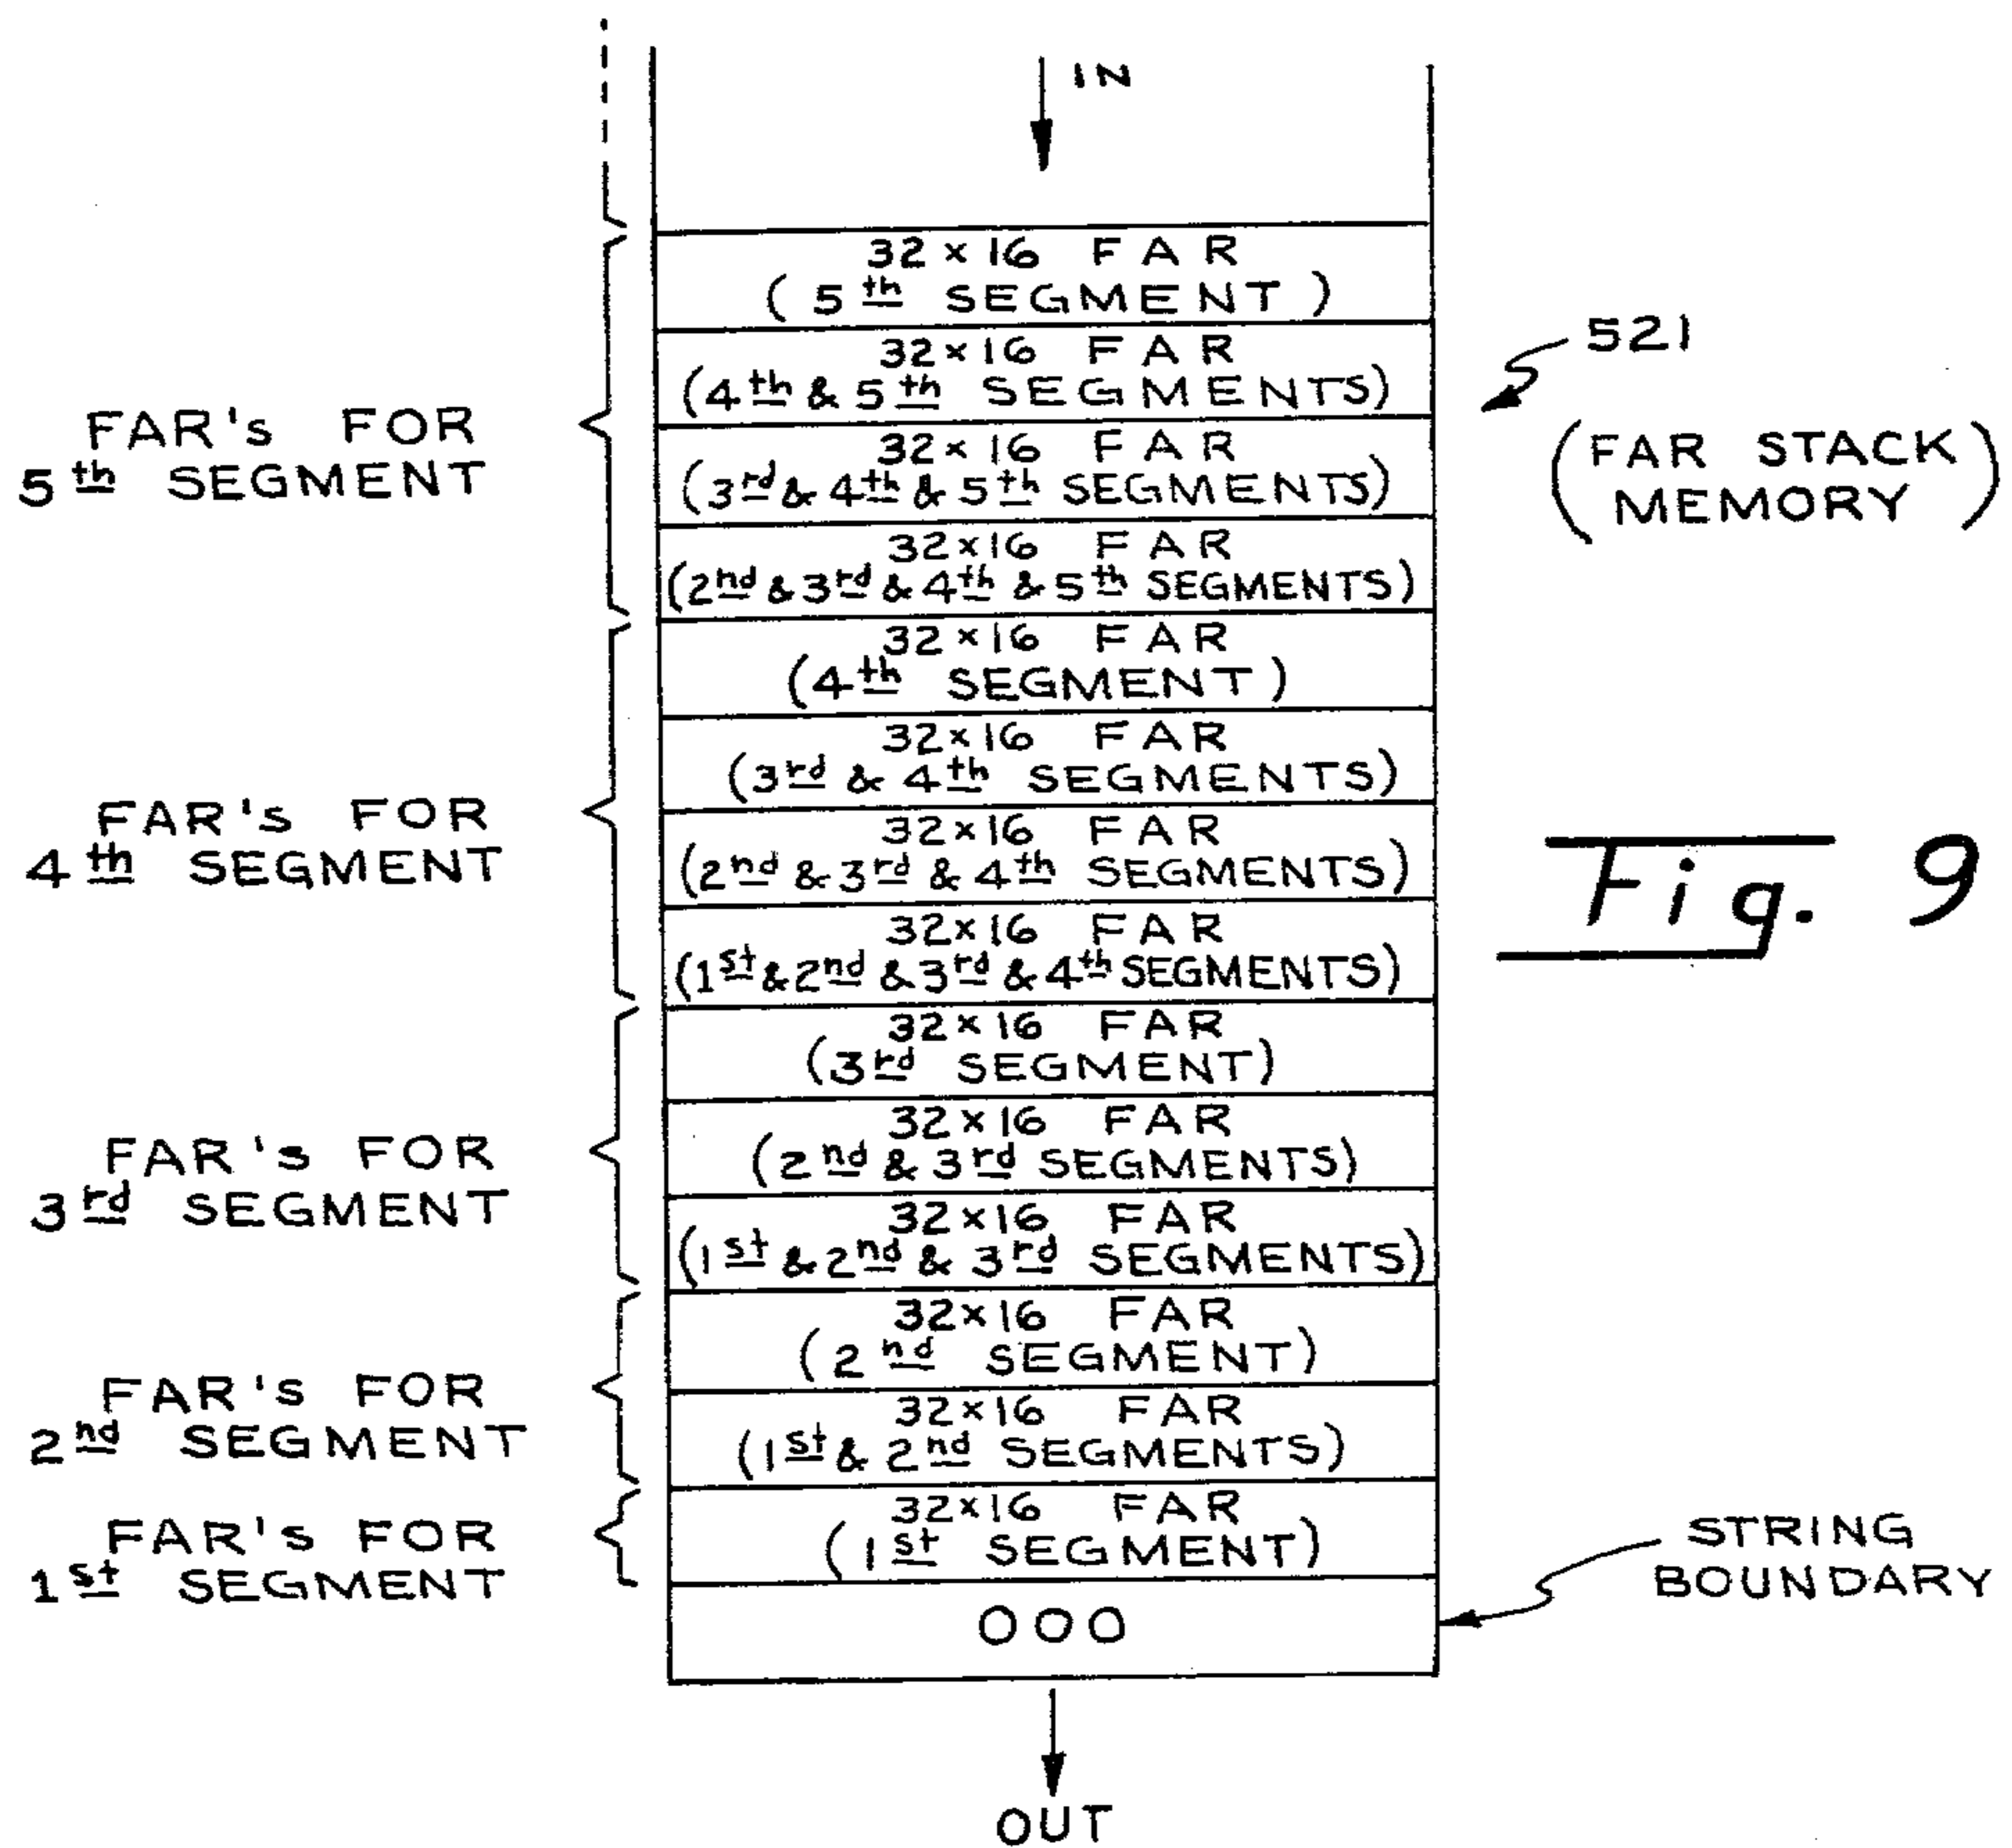 IN
32×16 FAR
(5th SEGMENT)
32×16 FAR
(4th & 5th SEGMENTS)
32×16 FAR
(3rd & 4th & 5th SEGMENTS)
32×16 FAR
(2nd & 3rd & 4th & 5th SEGMENTS)
FAR's FOR
5th SEGMENT
521
(FAR STACK
MEMORY)
32×16 FAR
(4th SEGMENT)
32×16 FAR
(3rd & 4th SEGMENTS)
32×16 FAR
(2nd & 3rd & 4th SEGMENTS)
32×16 FAR
(1st & 2nd & 3rd & 4th SEGMENTS)
FAR's FOR
4th SEGMENT
Fig. 9
32×16 FAR
(3rd SEGMENT)
32×16 FAR
(2nd & 3rd SEGMENTS)
32×16 FAR
(1st & 2nd & 3rd SEGMENTS)
FAR's FOR
3rd SEGMENT
32×16 FAR
(2nd SEGMENT)
32×16 FAR
(1st & 2nd SEGMENTS)
FAR's FOR
2nd SEGMENT
32×16 FAR
(1st SEGMENT)
FAR's FOR
1st SEGMENT
000
STRING
BOUNDARY
OUT